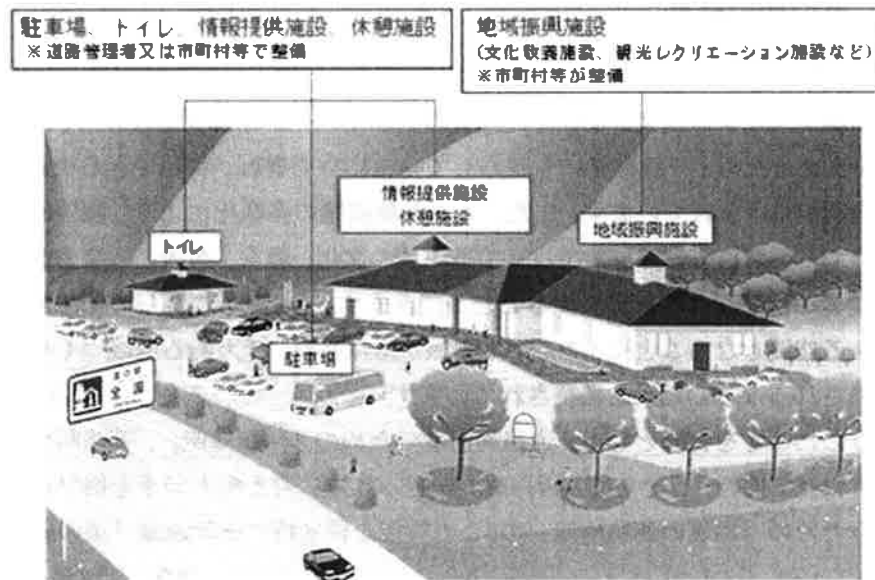 駐車場、トイレ、情報提供施設、休憩施設
※道路管理者又は市町村等で整備
地域振興施設
(文化教養施設、観光レクリエーション施設など)
※市町村等が整備
情報提供施設
休憩施設
トイレ
地域振興施設
駐車場
道の駅